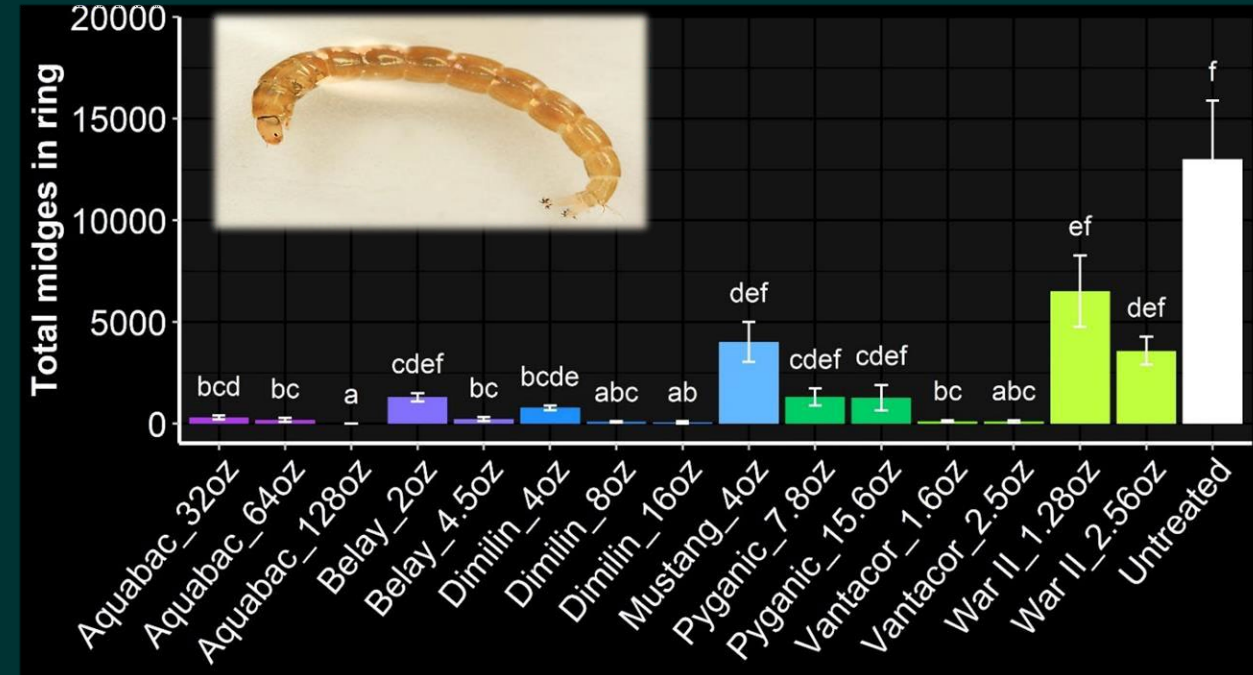 Total midges in ring
20000
15000
10000
5000
0
bcd
bc
a
cdef
bc
bcde
abc
ab
def
cdef
cdef
bc
abc
ef
def
f
Aquabac_32oz
Aquabac_64oz
Aquabac_128oz
Belay_2oz
Belay_4.5oz
Dimilin_4oz
Dimilin_8oz
Dimilin_16oz
Mustang_4oz
Pyganic_7.8oz
Pyganic_15.6oz
Vantacor_1.6oz
Vantacor_2.5oz
War II_1.28oz
War II_2.56oz
Untreated